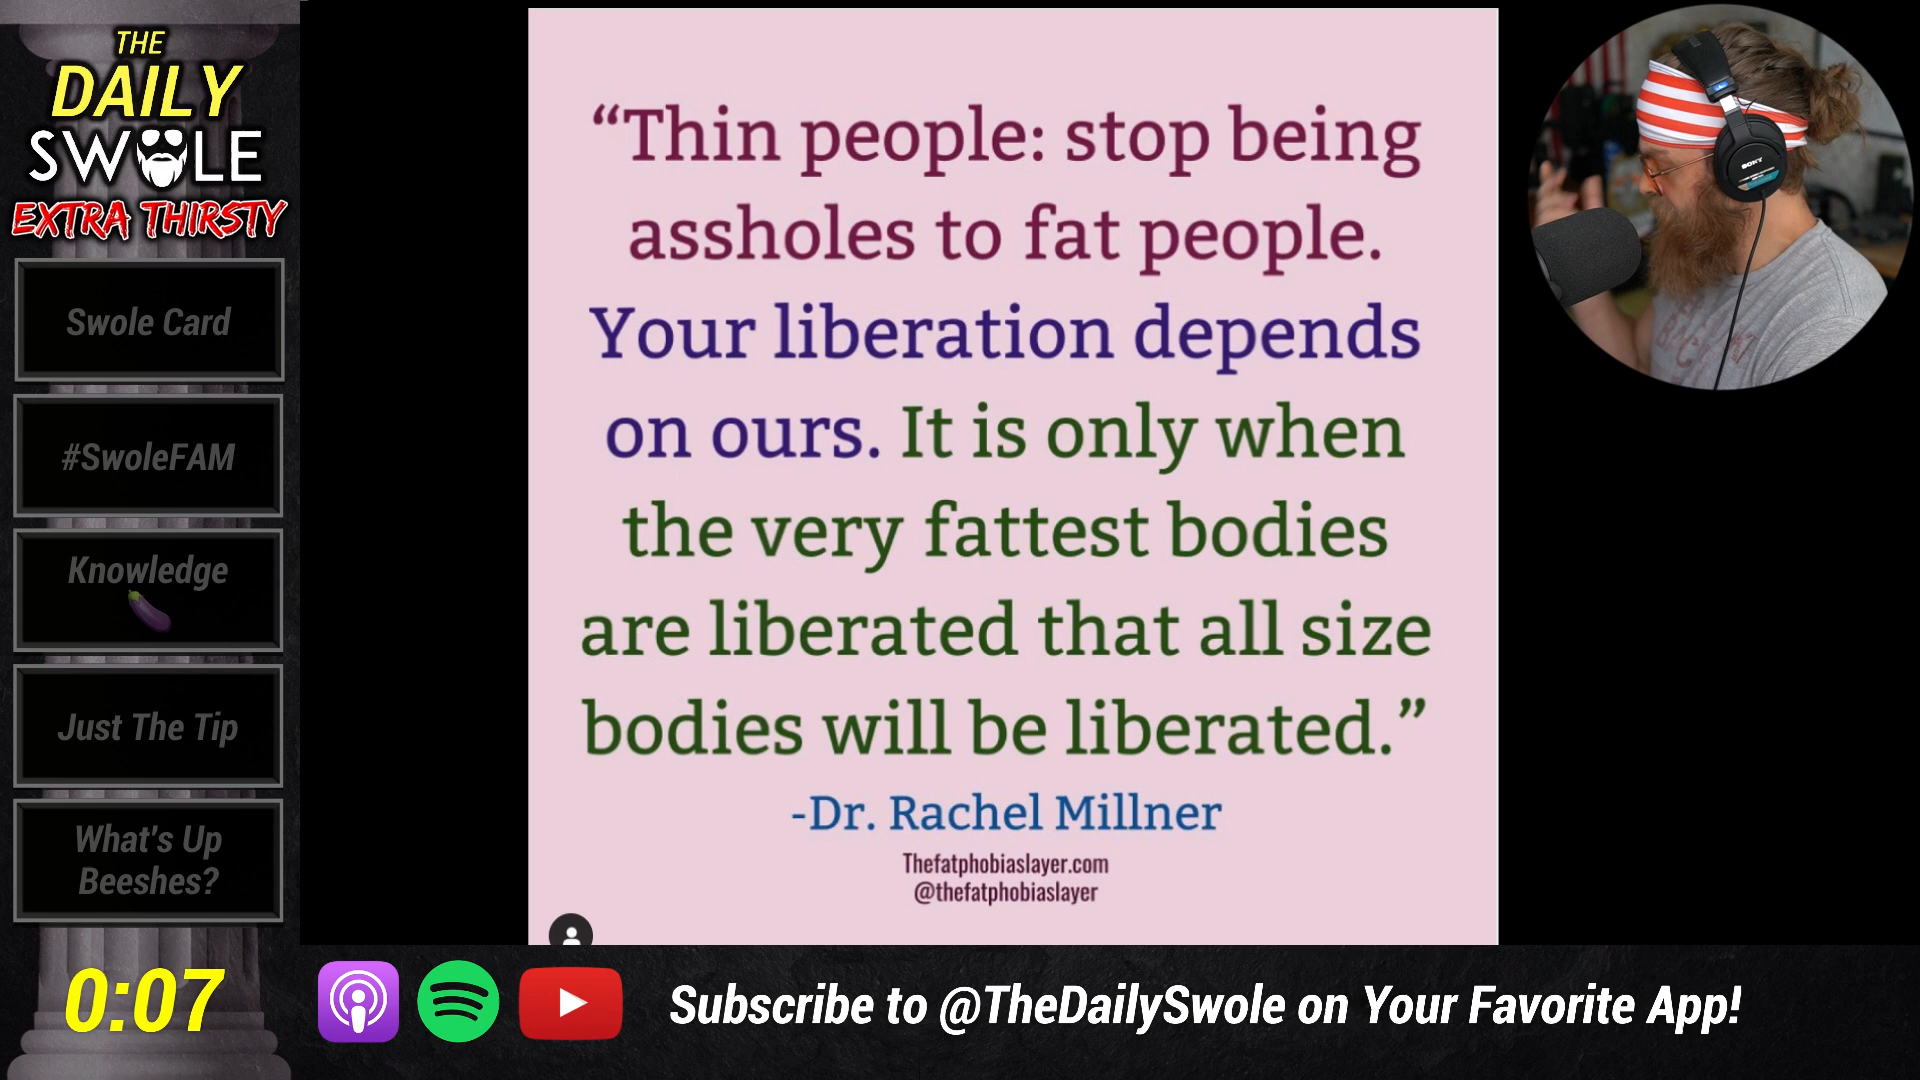 THE
DAILY
SWOLE
EXTRA THIRSTY
Swole Card
#SwoleFAM
Knowledge
Just The Tip
What's Up
Beeshes?
0:07
“Thin people: stop being
assholes to fat people.
Your liberation depends
on ours. It is only when
the very fattest bodies
are liberated that all size
bodies will be liberated.”
-Dr. Rachel Millner
Thefatphobiaslayer.com
@thefatphobiaslayer
SONY
Subscribe to @TheDailySwole on Your Favorite App!